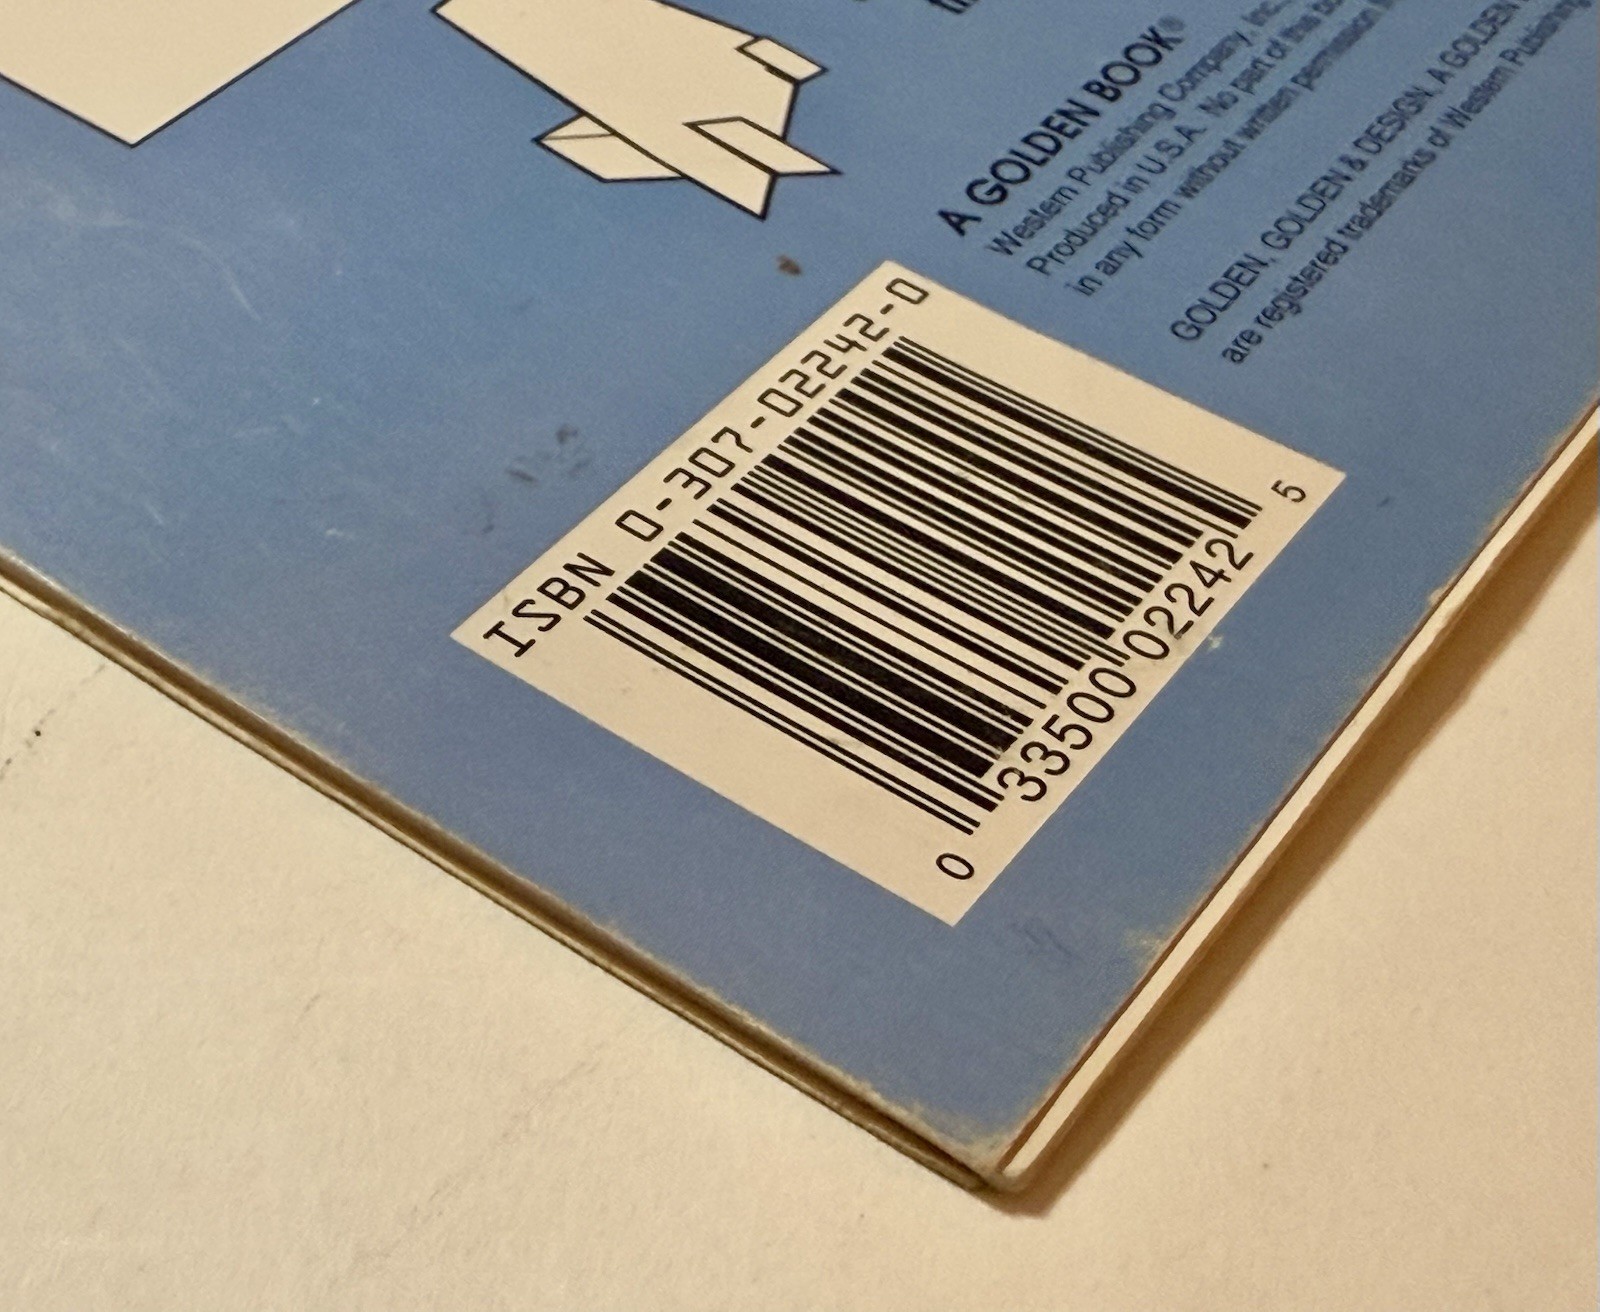 A GOLDEN BOOK®
Western Publishing Company, Inc.
Produced in U.S.A. No part of this
in any form without written permission
GOLDEN, GOLDEN & DESIGN, A GOLDEN
are registered trademarks of Western Publishing
ISBN 0-307-02242-0
0 33500 02242 5